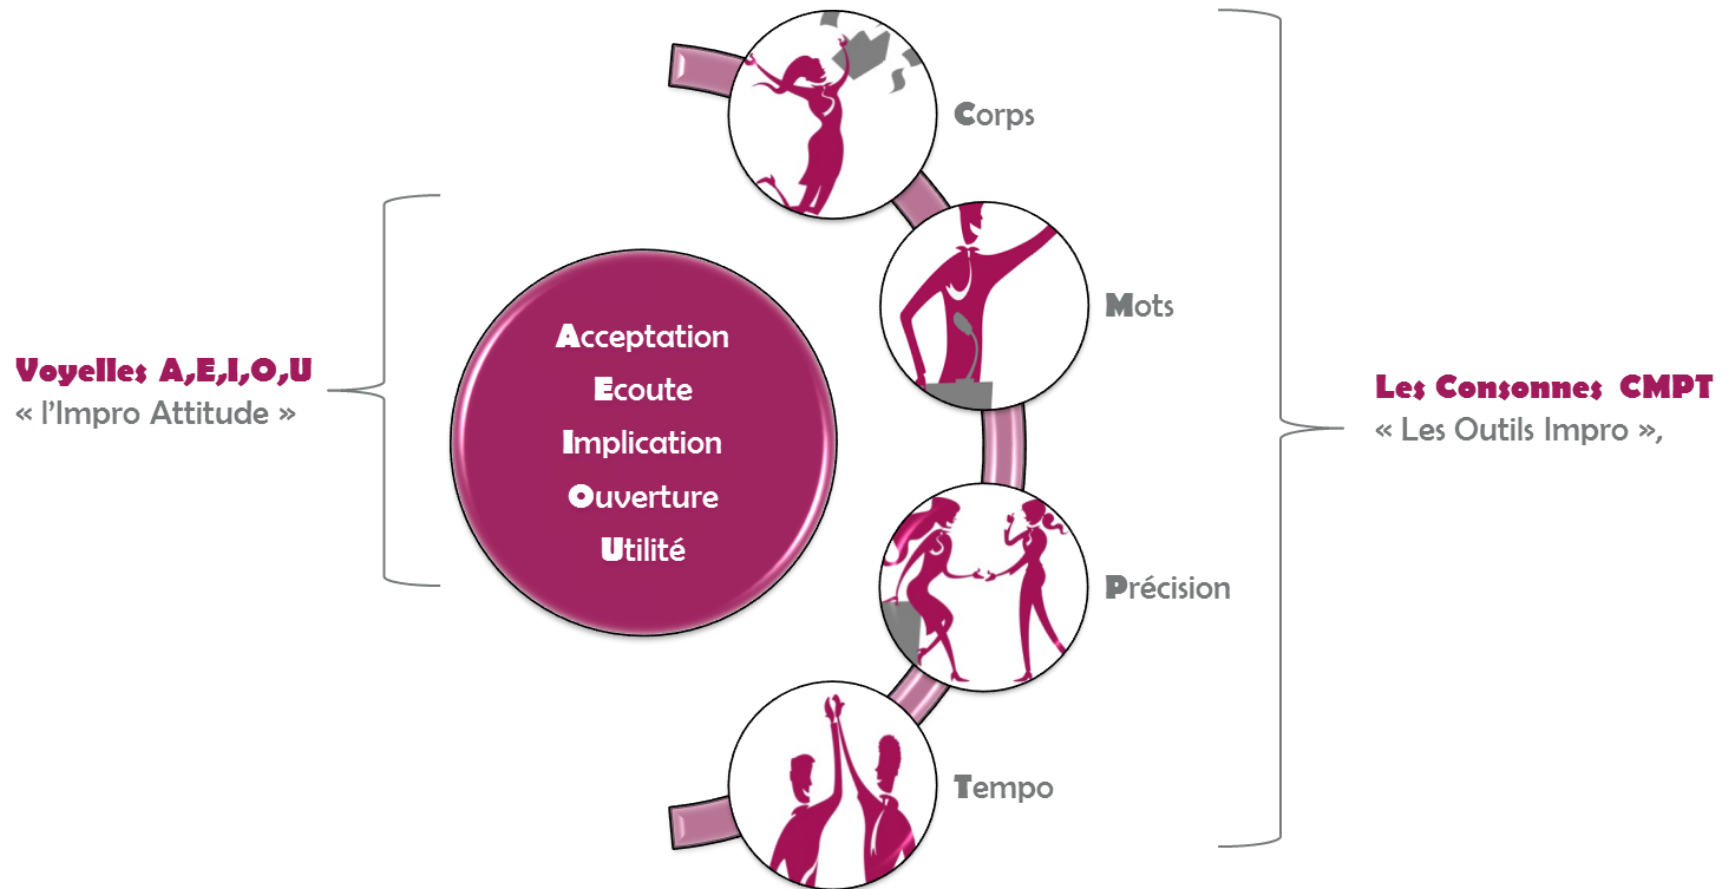 Voyelles A,E,I,O,U
« l'Impro Attitude »
Acceptation
Ecoute
Implication
Ouverture
Utilité
Corps
Mots
Précision
Tempo
Les Consonnes CMPT
« Les Outils Impro »,